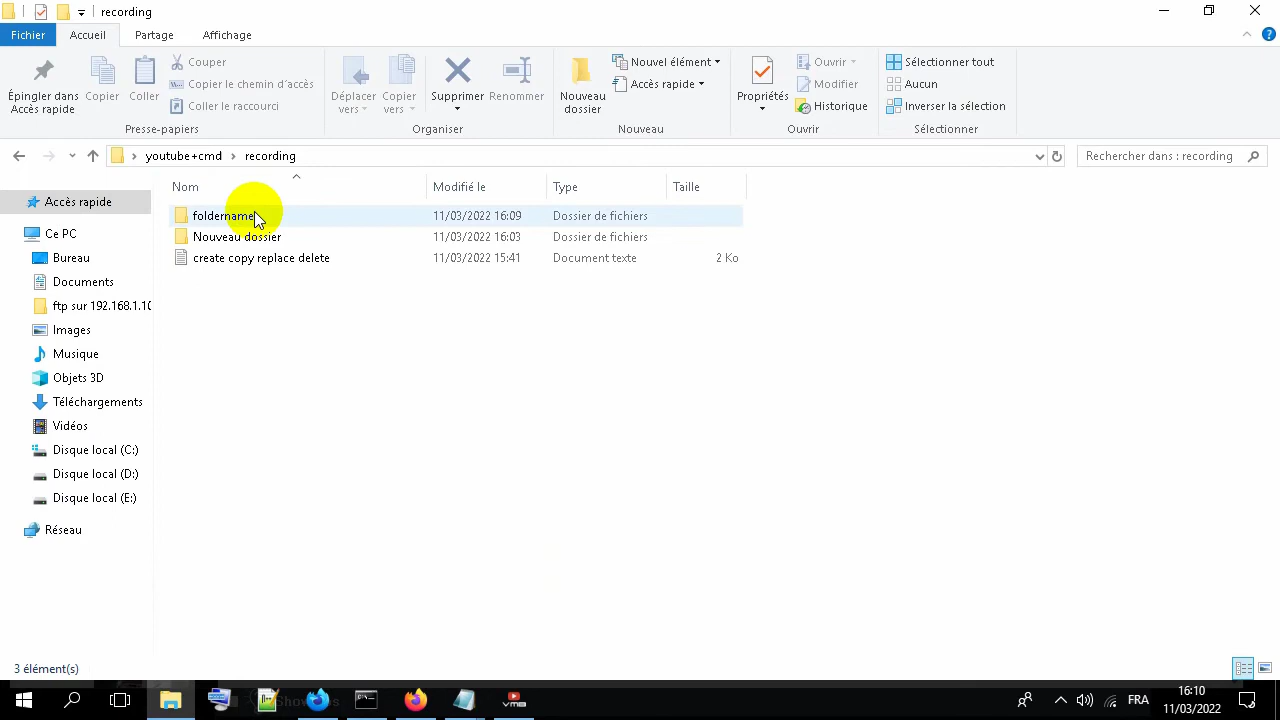 recording
Fichier
Accueil
Partage
Affichage
Épingler dans
Accès rapide
Copier
Coller
Couper
Copier le chemin d'accès
Coller le raccourci
Presse-papiers
Déplacer
vers
Copier
vers
Supprimer
Renommer
Organiser
Nouveau
dossier
Nouvel élément
Accès rapide
Nouveau
Propriétés
Ouvrir
Modifier
Historique
Ouvrir
Sélectionner tout
Aucun
Inverser la sélection
Sélectionner
youtube+cmd
recording
Rechercher dans : recording
Nom
Modifié le
Type
Taille
foldername
11/03/2022 16:09
Dossier de fichiers
Nouveau dossier
11/03/2022 16:03
Dossier de fichiers
create copy replace delete
11/03/2022 15:41
Document texte
2 Ko
Accès rapide
Ce PC
Bureau
Documents
ftp sur 192.168.1.10
Images
Musique
Objets 3D
Téléchargements
Vidéos
Disque local (C:)
Disque local (D:)
Disque local (E:)
Réseau
3 élément(s)
FRA
16:10
11/03/2022